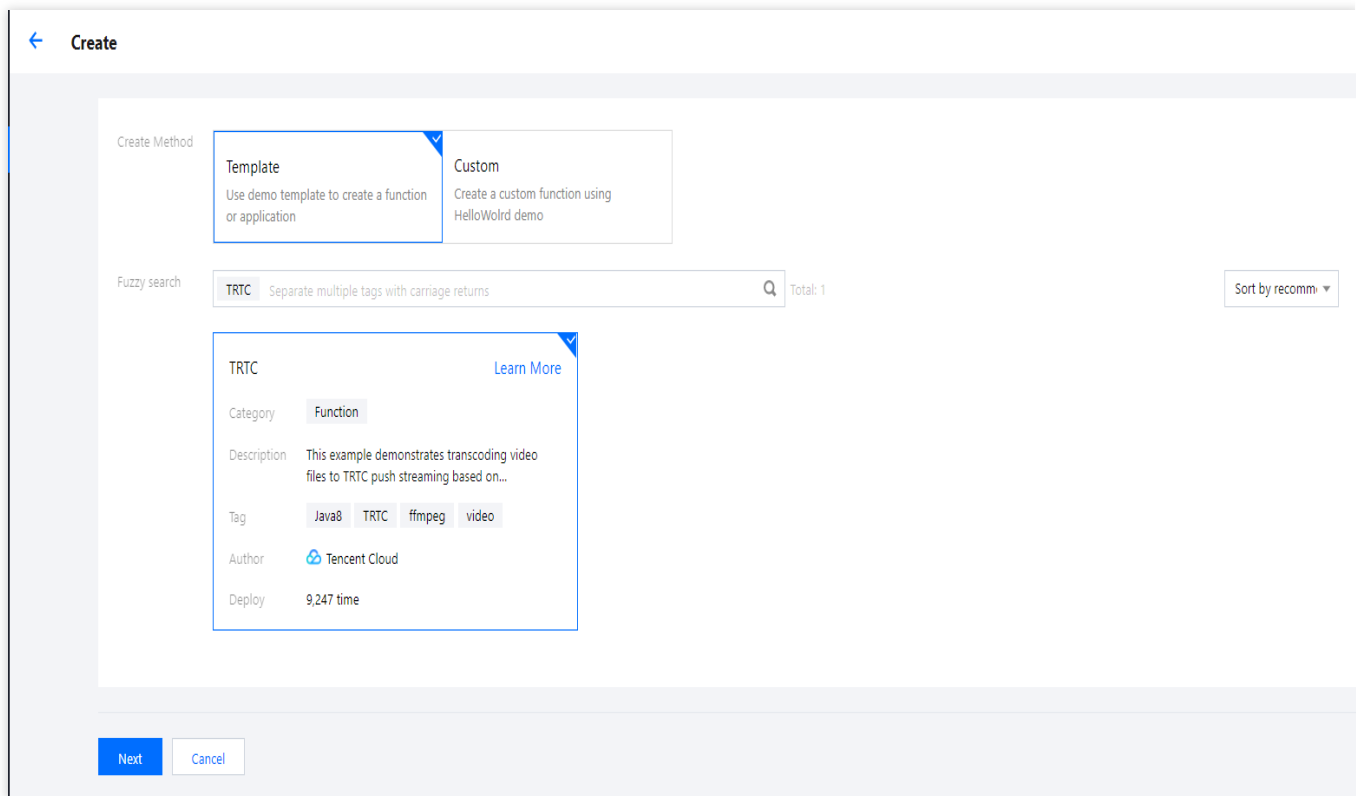 Create
Create Method
Template
Use demo template to create a function
or application
Custom
Create a custom function using
HelloWolrd demo
Fuzzy search
TRTC Separate multiple tags with carriage returns
Total: 1
Sort by recomm
TRTC
Learn More
Category Function
Description This example demonstrates transcoding video
files to TRTC push streaming based on...
Tag Java8 TRTC ffmpeg video
Author Tencent Cloud
Deploy 9,247 time
Next Cancel